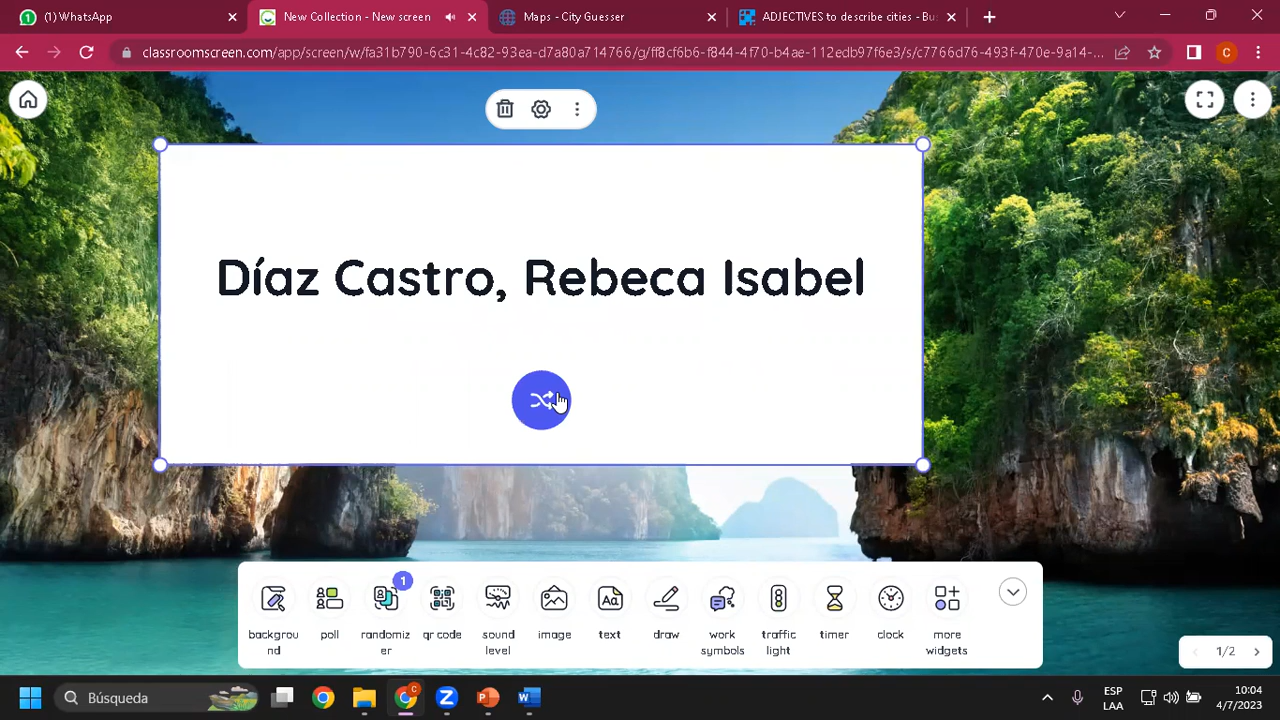 (1) WhatsApp
New Collection - New screen
Maps - City Guesser
ADJECTIVES to describe cities - Bu
classroomscreen.com/app/screen/w/fa31b790-6c31-4c82-93ea-d7a80a714766/g/ff8cf6b6-f844-4f70-b4ae-112edb97f6e3/s/c7766d76-493f-470e-9a14-...
C
Díaz Castro, Rebeca Isabel
1
backgrou
nd
poll
randomiz
er
qr code
sound
level
image
text
draw
work
symbols
traffic
light
timer
clock
more
widgets
1/2
Búsqueda
ESP
LAA
10:04
4/7/2023